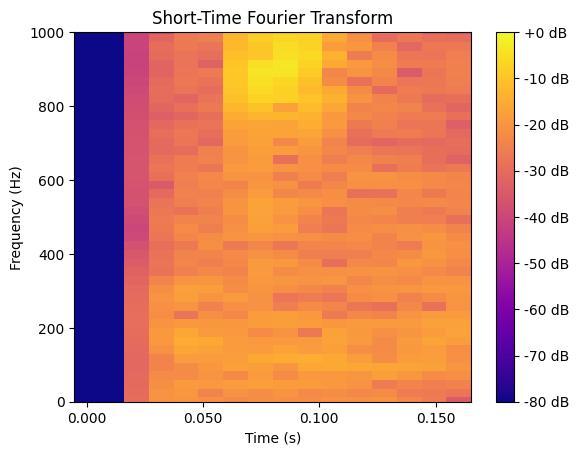 Short-Time Fourier Transform
1000
800
600
400
200
0
Frequency (Hz)
0.000
0.050
0.100
0.150
Time (s)
+0 dB
-10 dB
-20 dB
-30 dB
-40 dB
-50 dB
-60 dB
-70 dB
-80 dB